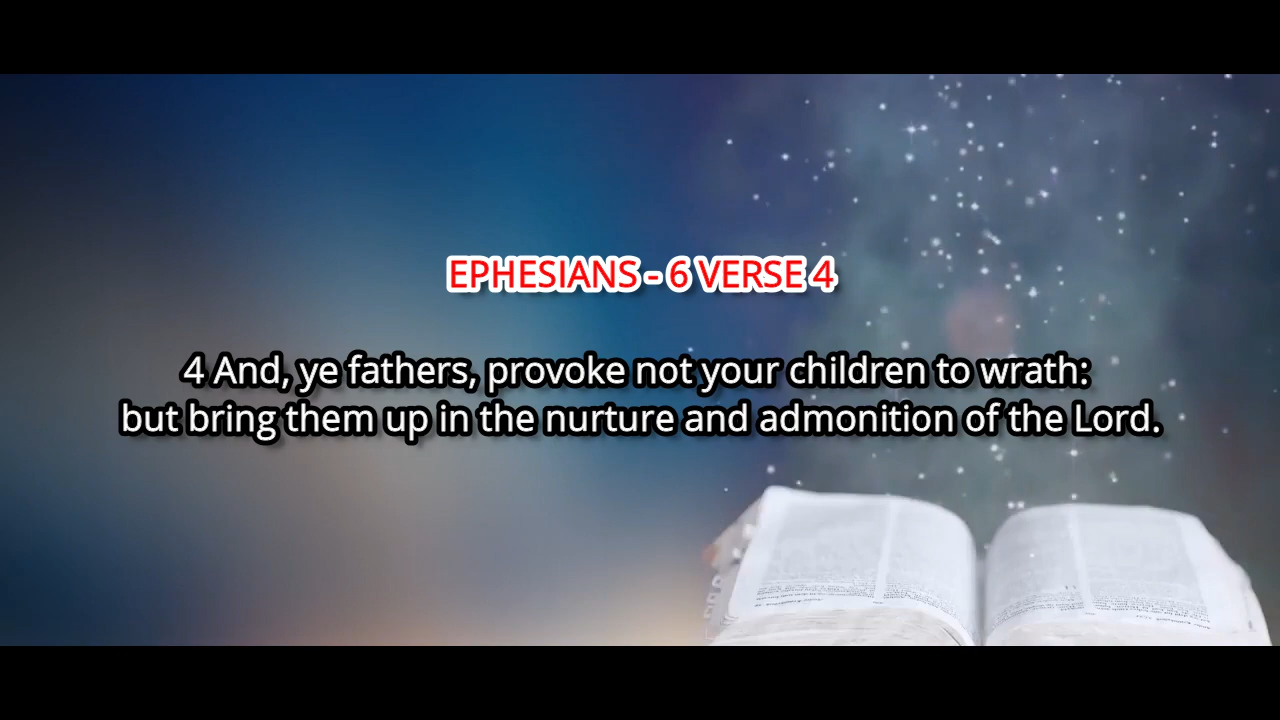 EPHESIANS - 6 VERSE 4
4 And, ye fathers, provoke not your children to wrath:
but bring them up in the nurture and admonition of the Lord.